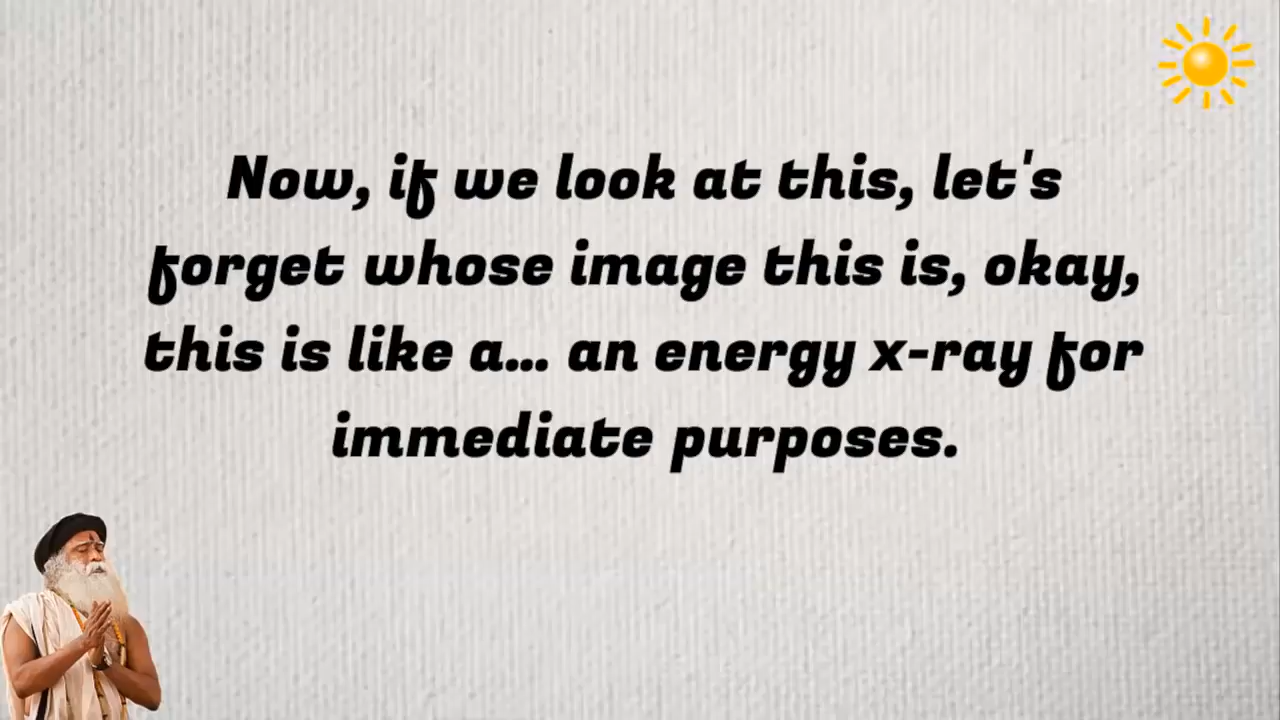 Now, if we look at this, let's
forget whose image this is, okay,
this is like a... an energy x-ray for
immediate purposes.